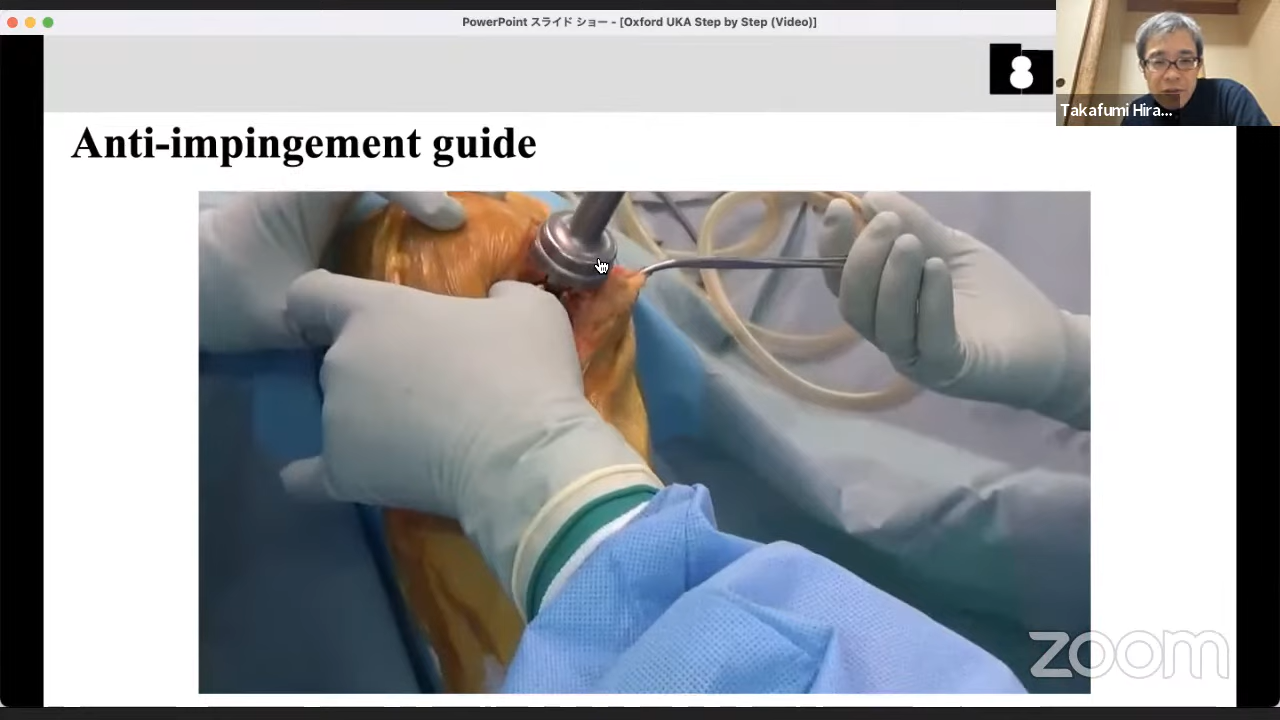 PowerPoint スライド ショー - [Oxford UKA Step by Step (Video)]
Takafumi Hira...
Anti-impingement guide
zoom